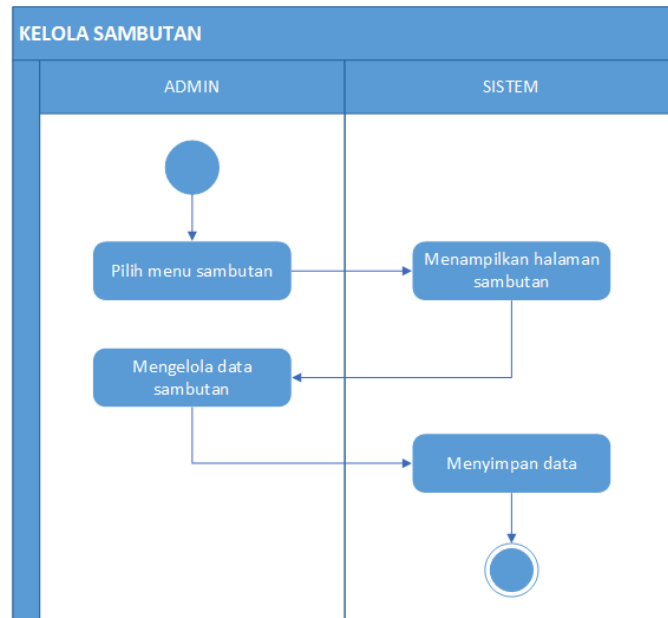 KELOLA SAMBUTAN
ADMIN
SISTEM
Pilih menu sambutan
Menampilkan halaman
sambutan
Mengelola data
sambutan
Menyimpan data